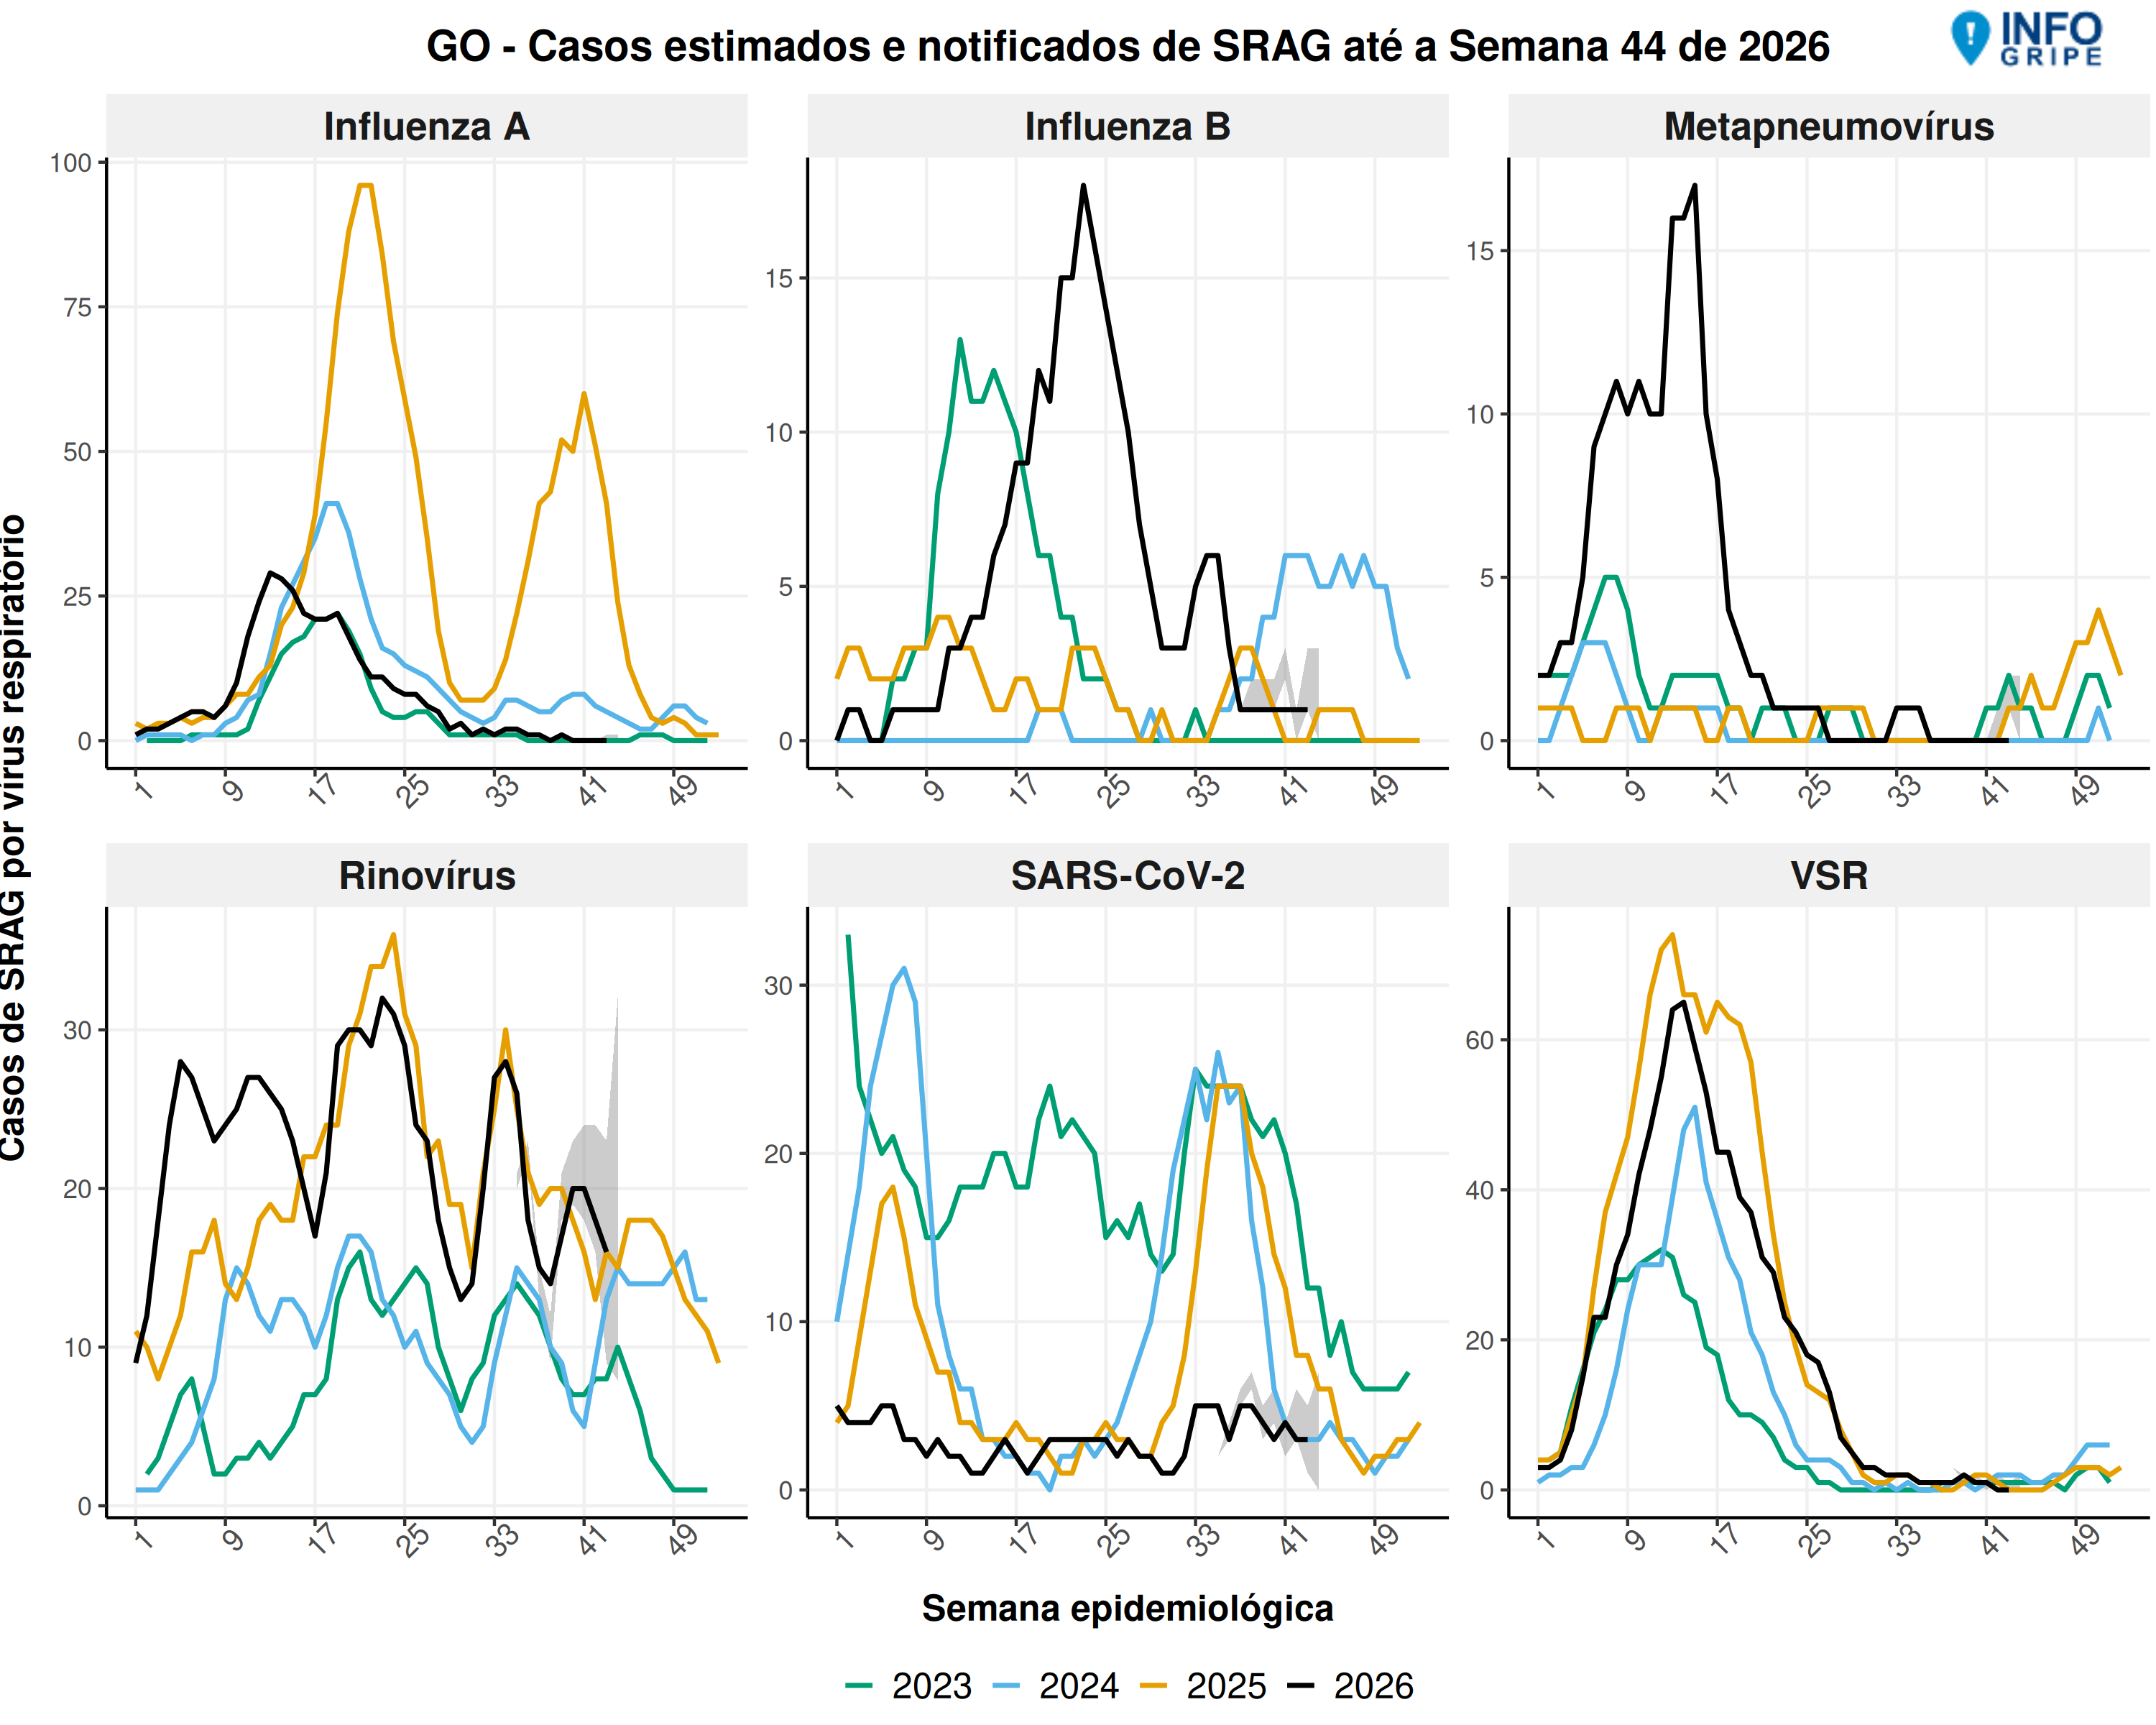 GO - Casos estimados e notificados de SRAG até a Semana 44 de 2026
INFO
GRIPE
Casos de SRAG por vírus respiratório
Influenza A
Influenza B
Metapneumovírus
100
75
50
25
0
15
10
5
0
15
10
5
0
1 9 17 25 33 41 49
1 9 17 25 33 41 49
1 9 17 25 33 41 49
Rinovírus
SARS-CoV-2
VSR
30
20
10
0
30
20
10
0
60
40
20
0
1 9 17 25 33 41 49
1 9 17 25 33 41 49
1 9 17 25 33 41 49
Semana epidemiológica
2023 2024 2025 2026